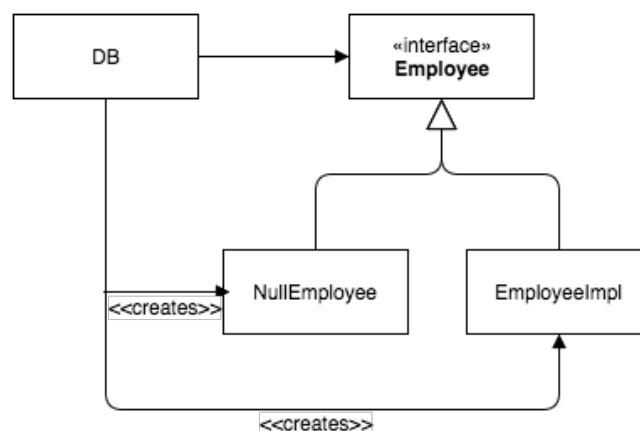 DB
«interface»
Employee
NullEmployee
EmployeeImpl
<<creates>>
<<creates>>